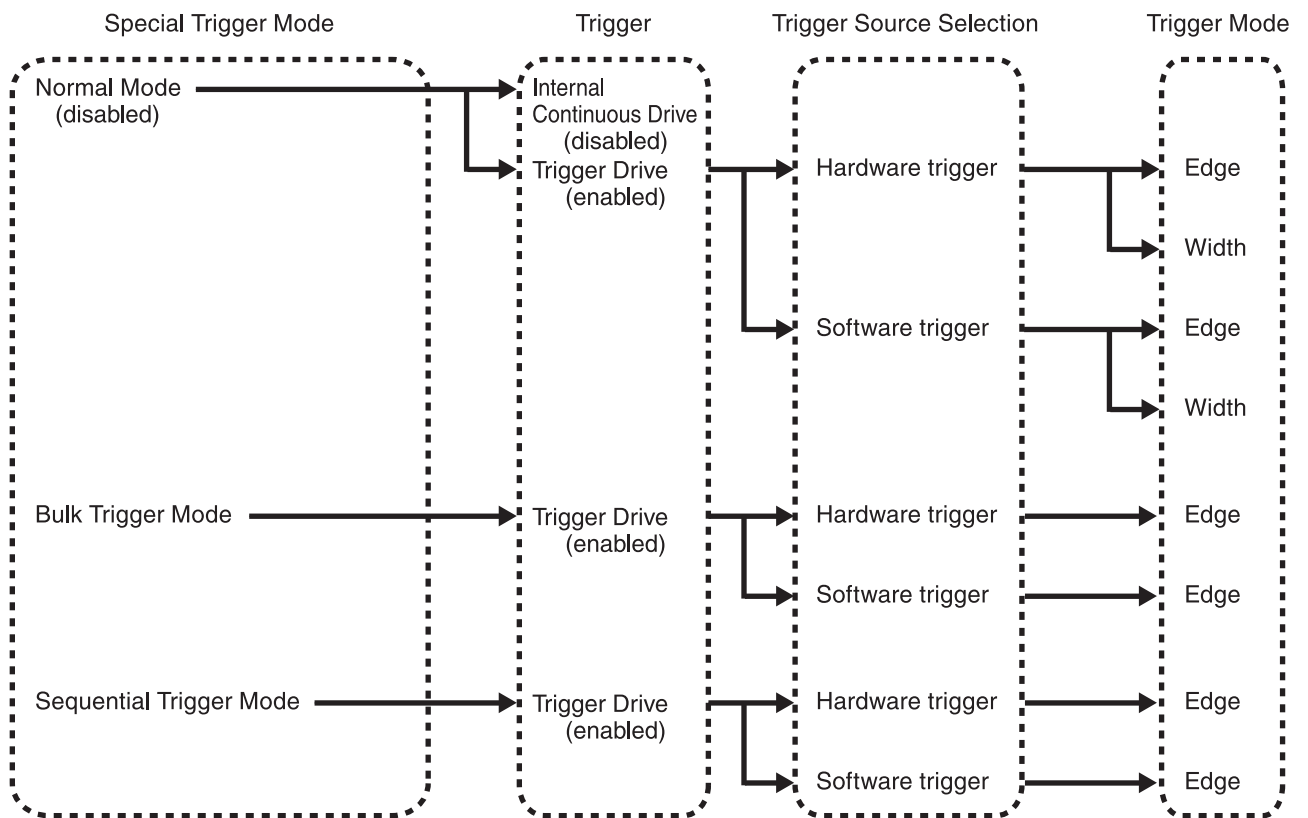 Special Trigger Mode
Trigger
Trigger Source Selection
Trigger Mode
Normal Mode
(disabled)
Internal
Continuous Drive
(disabled)
Trigger Drive
(enabled)
Hardware trigger
Edge
Width
Software trigger
Edge
Width
Bulk Trigger Mode
Trigger Drive
(enabled)
Hardware trigger
Edge
Software trigger
Edge
Sequential Trigger Mode
Trigger Drive
(enabled)
Hardware trigger
Edge
Software trigger
Edge